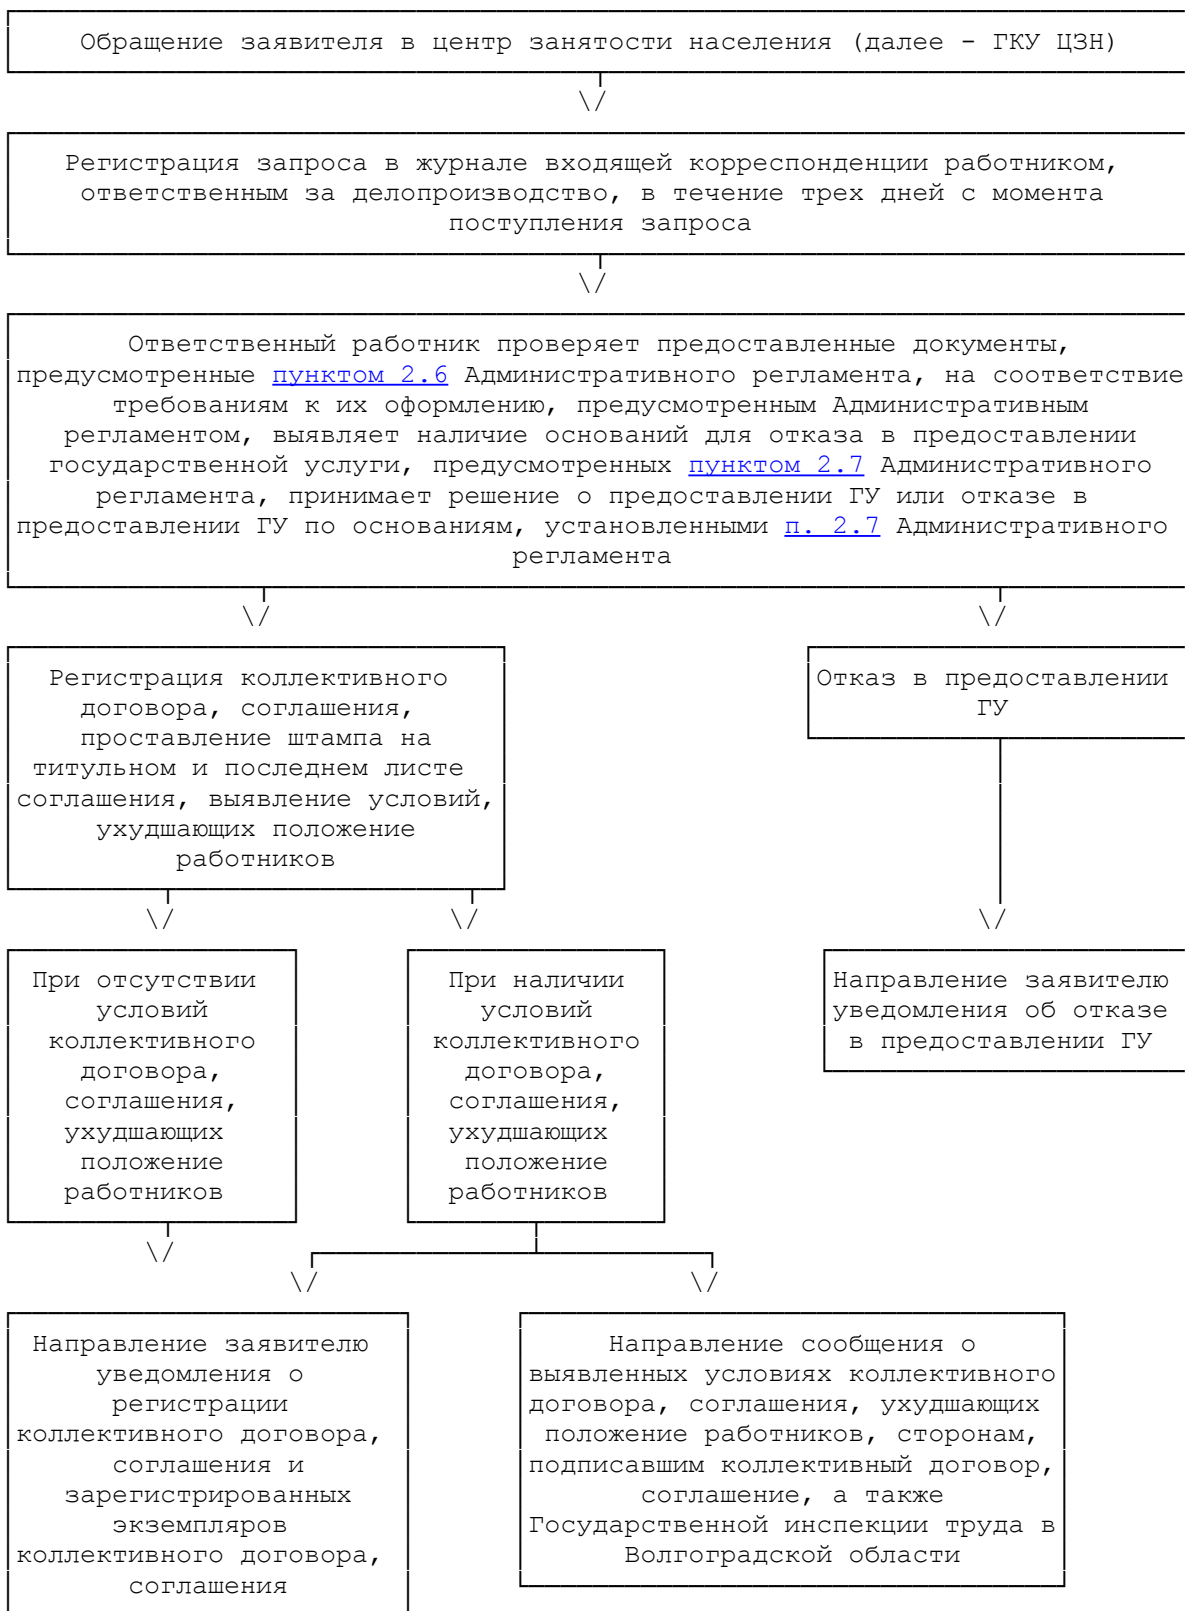 Обращение заявителя в центр занятости населения (далее - ГКУ ЦЗН)
\/
Регистрация запроса в журнале входящей корреспонденции работником,
ответственным за делопроизводство, в течение трех дней с момента
поступления запроса
\/
Ответственный работник проверяет предоставленные документы,
предусмотренные пунктом 2.6 Административного регламента, на соответствие
требованиям к их оформлению, предусмотренным Административным
регламентом, выявляет наличие оснований для отказа в предоставлении
государственной услуги, предусмотренных пунктом 2.7 Административного
регламента, принимает решение о предоставлении ГУ или отказе в
предоставлении ГУ по основаниям, установленными п. 2.7 Административного
регламента
\/ \/
Регистрация коллективного
договора, соглашения,
проставление штампа на
титульном и последнем листе
соглашения, выявление условий,
ухудшающих положение
работников
Отказ в предоставлении
ГУ
\/ \/ \/
При отсутствии
условий
коллективного
договора,
соглашения,
ухудшающих
положение
работников
При наличии
условий
коллективного
договора,
соглашения,
ухудшающих
положение
работников
Направление заявителю
уведомления об отказе
в предоставлении ГУ
\/
\/ \/
Направление заявителю
уведомления о
регистрации
коллективного договора,
соглашения и
зарегистрированных
экземпляров
коллективного договора,
соглашения
Направление сообщения о
выявленных условиях коллективного
договора, соглашения, ухудшающих
положение работников, сторонам,
подписавшим коллективный договор,
соглашение, а также
Государственной инспекции труда в
Волгоградской области